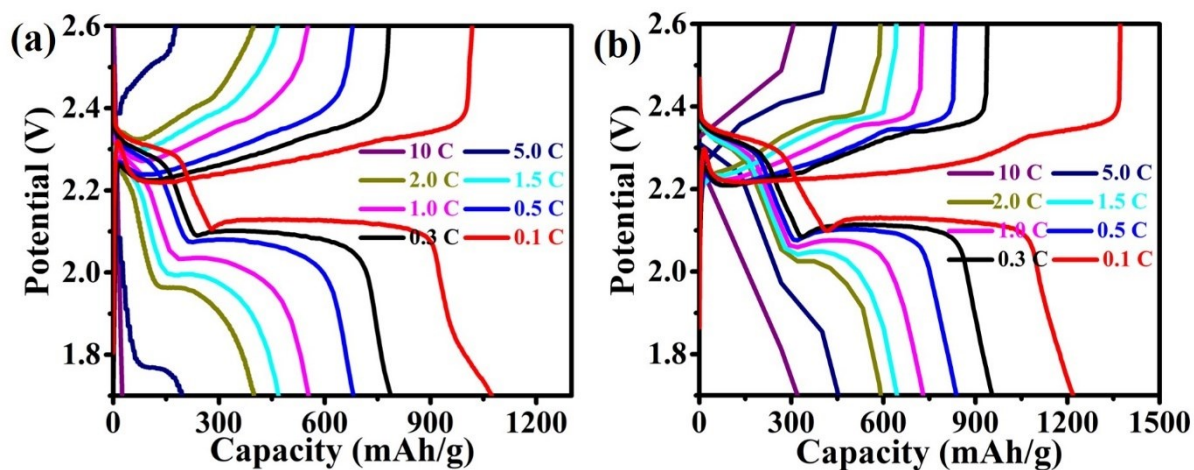 (a)
2.6
2.4
2.2
2.0
1.8
Potential (V)
10 C 5.0 C
2.0 C 1.5 C
1.0 C 0.5 C
0.3 C 0.1 C
0 300 600 900 1200
Capacity (mAh/g)
(b)
2.6
2.4
2.2
2.0
1.8
Potential (V)
10 C 5.0 C
2.0 C 1.5 C
1.0 C 0.5 C
0.3 C 0.1 C
0 300 600 900 1200 1500
Capacity (mAh/g)